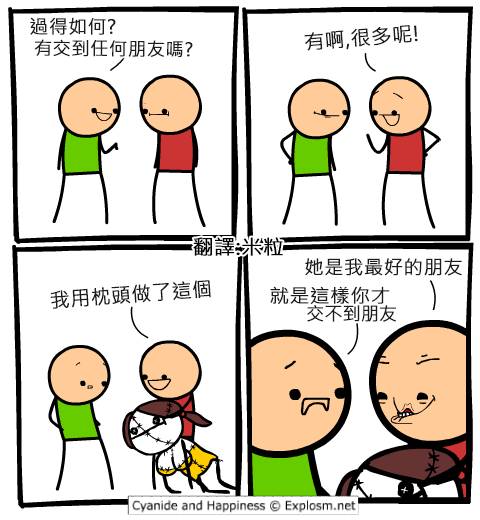 過得如何?
有交到任何朋友嗎?
有啊,很多呢!
翻譯:米粒
我用枕頭做了這個
她是我最好的朋友
就是這樣你才
交不到朋友
Cyanide and Happiness © Explosm.net